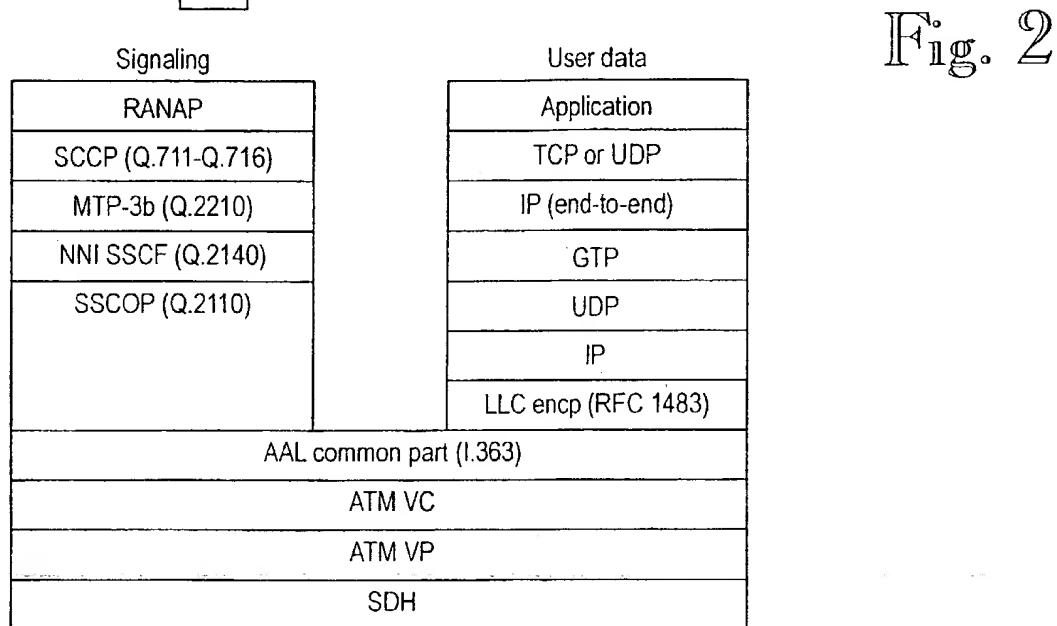 Fig. 2
Signaling
User data
RANAP
SCCP (Q.711-Q.716)
MTP-3b (Q.2210)
NNI SSCF (Q.2140)
SSCOP (Q.2110)
Application
TCP or UDP
IP (end-to-end)
GTP
UDP
IP
LLC encp (RFC 1483)
AAL common part (I.363)
ATM VC
ATM VP
SDH